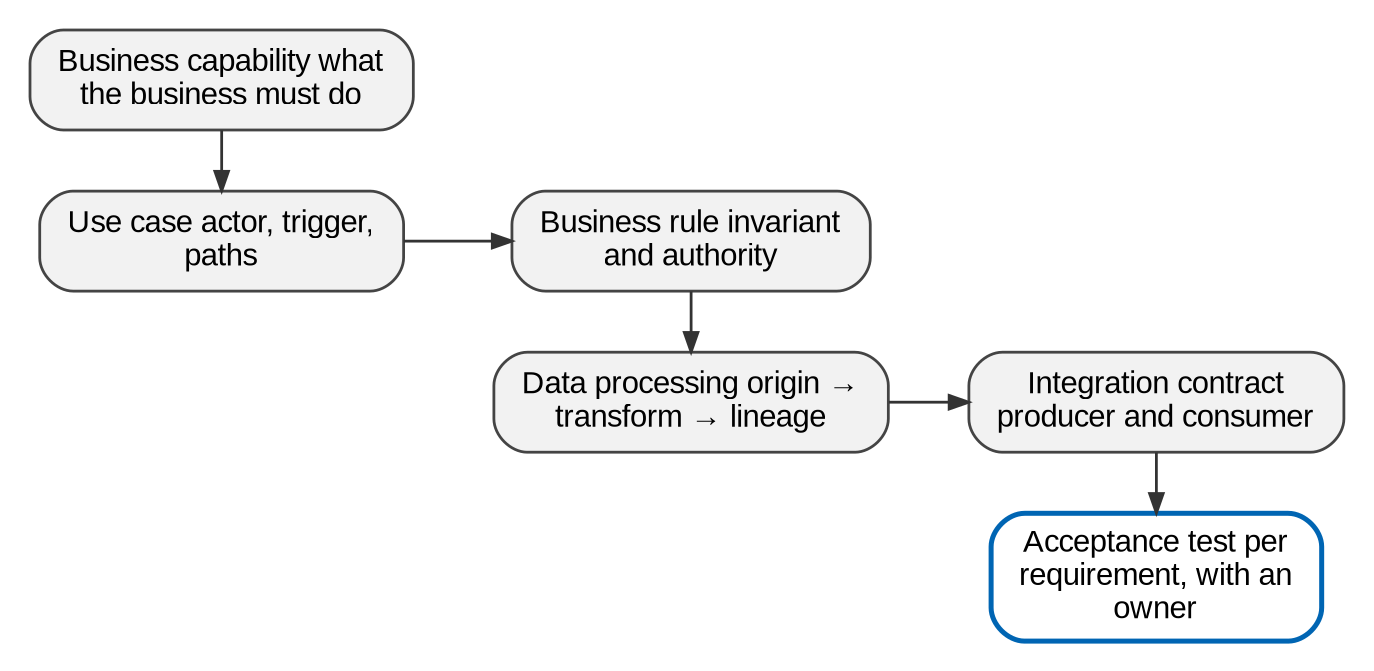 Business capability what
the business must do
Use case actor, trigger,
paths
Business rule invariant
and authority
Data processing origin →
transform → lineage
Integration contract
producer and consumer
Acceptance test per
requirement, with an
owner